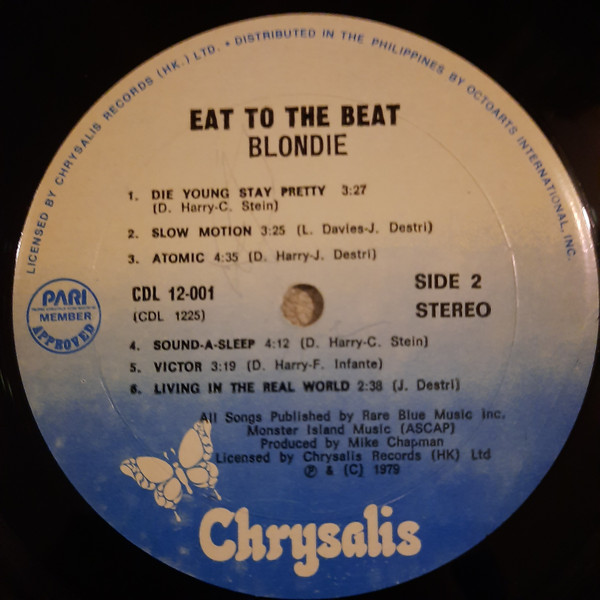 LICENSED BY CHRYSALIS RECORDS (HK.) LTD. • DISTRIBUTED IN THE PHILIPPINES BY OCTOARTS INTERNATIONAL, INC.
EAT TO THE BEAT
BLONDIE
1. DIE YOUNG STAY PRETTY 3:27
(D. Harry-C. Stein)
2. SLOW MOTION 3:25 (L. Davies-J. Destri)
3. ATOMIC 4:35 (D. Harry-J. Destri)
CDL 12-001
(CDL 1225)
SIDE 2
STEREO
PARI
MEMBER
APPROVED
4. SOUND-A-SLEEP 4:12 (D. Harry-C. Stein)
5. VICTOR 3:19 (D. Harry-F. Infante)
6. LIVING IN THE REAL WORLD 2:38 (J. Destri)
All Songs Published by Rare Blue Music Inc.
Monster Island Music (ASCAP)
Produced by Mike Chapman
Licensed by Chrysalis Records (HK) Ltd
℗ & (C) 1979
Chrysalis